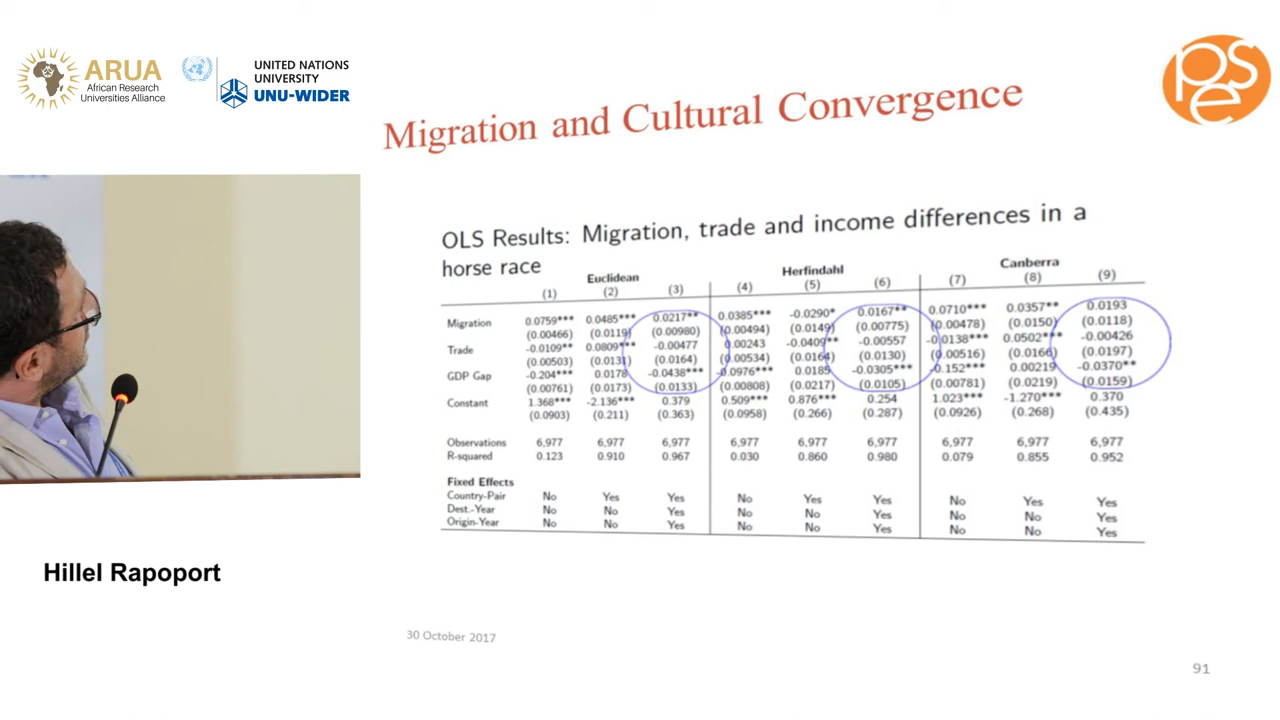 ARUA
African Research
Universities Alliance
UNITED NATIONS
UNIVERSITY
UNU-WIDER
pse
Migration and Cultural Convergence
OLS Results: Migration, trade and income differences in a
horse race
Euclidean Herfindahl Canberra
(1) (2) (3) (4) (5) (6) (7) (8) (9)
Migration 0.0759*** 0.0485*** 0.0217** 0.0385*** -0.0290* 0.0167** 0.0710*** 0.0357** 0.0193
(0.00466) (0.0119) (0.00980) (0.00494) (0.0149) (0.00775) (0.00478) (0.0150) (0.0118)
Trade -0.0109** 0.0809*** -0.00477 0.00243 -0.0409** -0.00557 -0.0138*** 0.0502*** -0.00426
(0.00503) (0.0131) (0.0164) (0.00534) (0.0164) (0.0130) (0.00516) (0.0166) (0.0197)
GDP Gap -0.204*** 0.0178 -0.0438*** -0.0976*** 0.0185 -0.0305*** -0.152*** 0.00219 -0.0370**
(0.00761) (0.0173) (0.0133) (0.00808) (0.0217) (0.0105) (0.00781) (0.0219) (0.0159)
Constant 1.368*** -2.136*** 0.379 0.509*** 0.876*** 0.254 1.023*** -1.270*** 0.370
(0.0903) (0.211) (0.363) (0.0958) (0.266) (0.287) (0.0926) (0.268) (0.435)
Observations 6,977 6,977 6,977 6,977 6,977 6,977 6,977 6,977 6,977
R-squared 0.123 0.910 0.967 0.030 0.860 0.980 0.079 0.855 0.952
Fixed Effects
Country-Pair No Yes Yes No Yes Yes No Yes Yes
Dest.-Year No No Yes No No Yes No No Yes
Origin-Year No No Yes No No Yes No No Yes
Hillel Rapoport
30 October 2017
91